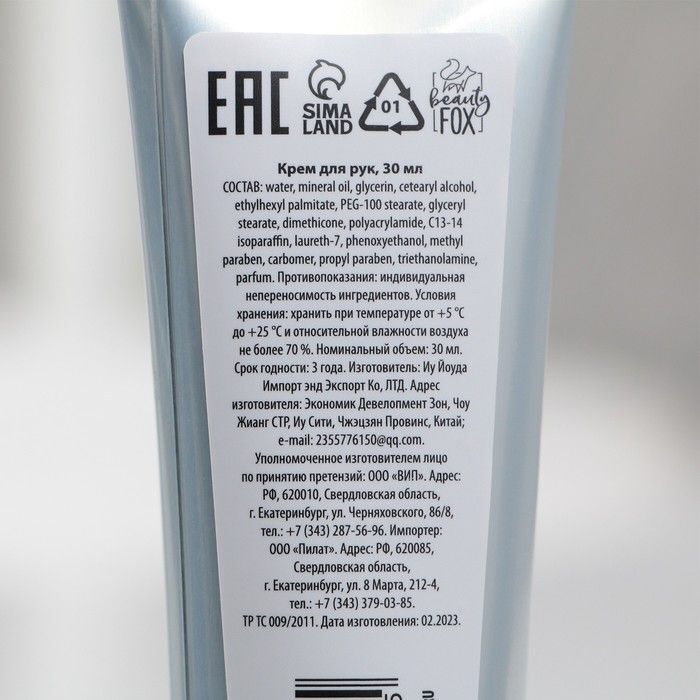 EAC SIMA LAND 01 beauty FOX
Крем для рук, 30 мл
СОСТАВ: water, mineral oil, glycerin, cetearyl alcohol,
ethylhexyl palmitate, PEG-100 stearate, glyceryl
stearate, dimethicone, polyacrylamide, C13-14
isoparaffin, laureth-7, phenoxyethanol, methyl
paraben, carbomer, propyl paraben, triethanolamine,
parfum. Противопоказания: индивидуальная
непереносимость ингредиентов. Условия
хранения: хранить при температуре от +5 °C
до +25 °C и относительной влажности воздуха
не более 70 %. Номинальный объем: 30 мл.
Срок годности: 3 года. Изготовитель: Иу Йоуда
Импорт энд Экспорт Ко, ЛТД. Адрес
изготовителя: Экономик Девелопмент Зон, Чоу
Жианг СТР, Иу Сити, Чжэцзян Провинс, Китай;
e-mail: 2355776150@qq.com.
Уполномоченное изготовителем лицо
по принятию претензий: ООО «ВИП». Адрес:
РФ, 620010, Свердловская область,
г. Екатеринбург, ул. Черняховского, 86/8,
тел.: +7 (343) 287-56-96. Импортер:
ООО «Пилат». Адрес: РФ, 620085,
Свердловская область,
г. Екатеринбург, ул. 8 Марта, 212-4,
тел.: +7 (343) 379-03-85.
ТР ТС 009/2011. Дата изготовления: 02.2023.